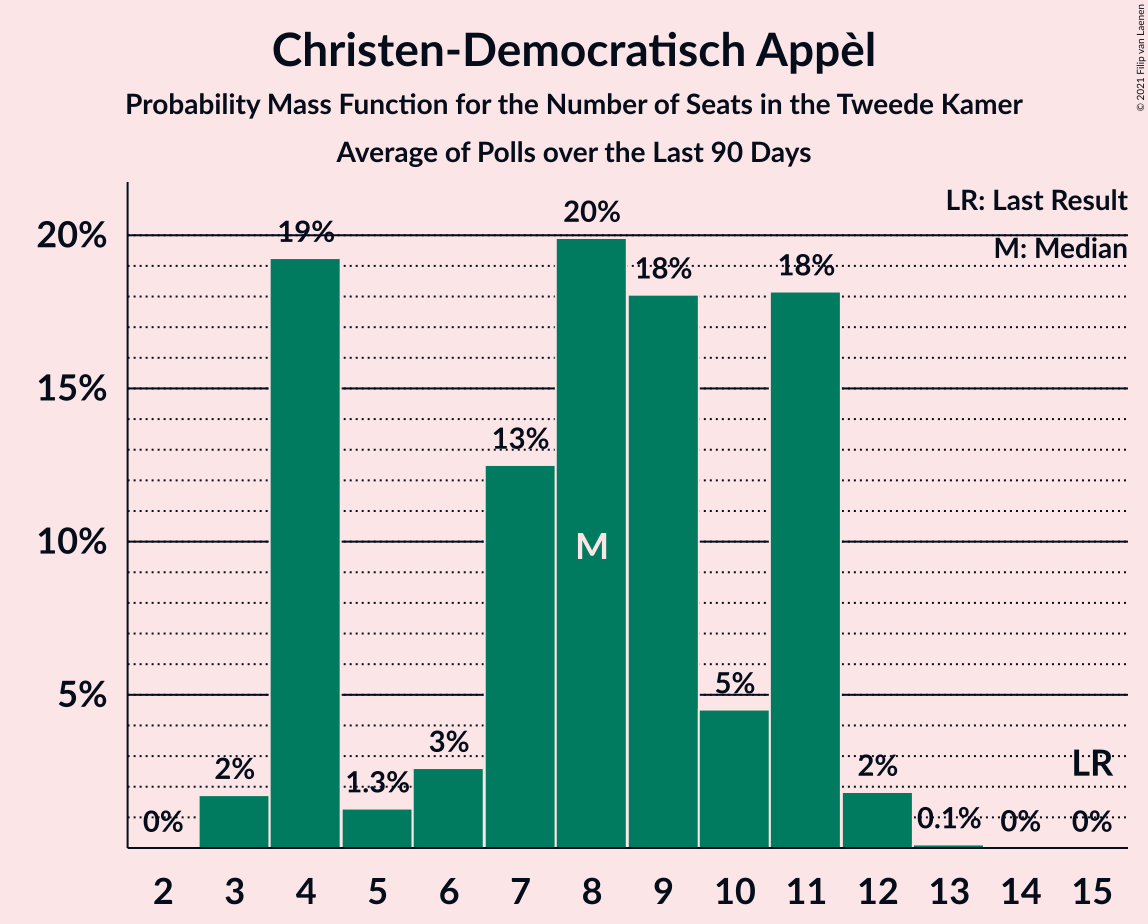 Christen-Democratisch Appèl
Probability Mass Function for the Number of Seats in the Tweede Kamer
Average of Polls over the Last 90 Days
© 2021 Filip van Laenen
LR: Last Result
M: Median
20%
15%
10%
5%
0%
2%
19%
1.3%
3%
13%
20%
18%
5%
18%
2%
0.1%
0%
0%
M
LR
2 3 4 5 6 7 8 9 10 11 12 13 14 15